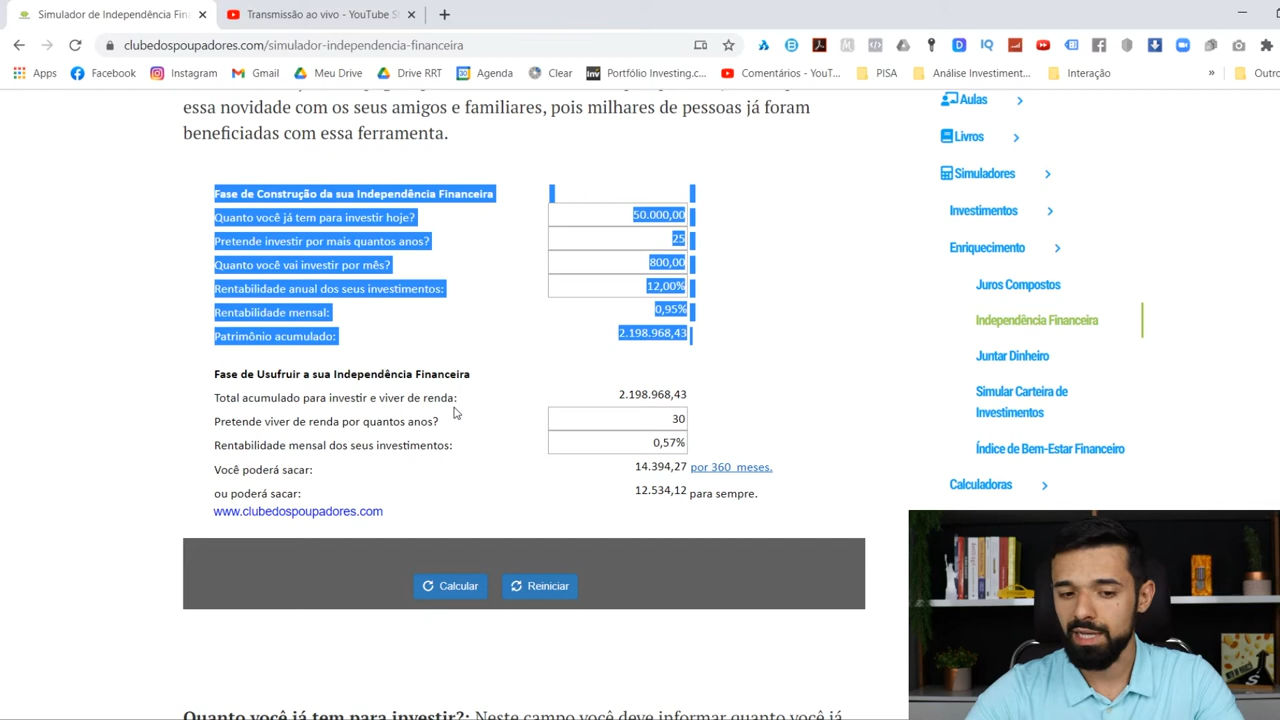 Simulador de Independência Fin
Transmissão ao vivo - YouTube S
clubedospoupadores.com/simulador-independencia-financeira
Apps
Facebook
Instagram
Gmail
Meu Drive
Drive RRT
Agenda
Clear
Portfólio Investing.c...
Comentários - YouT...
PISA
Análise Investiment...
Interação
»
Outro
essa novidade com os seus amigos e familiares, pois milhares de pessoas já foram
beneficiadas com essa ferramenta.
Fase de Construção da sua Independência Financeira
Quanto você já tem para investir hoje? 50.000,00
Pretende investir por mais quantos anos? 25
Quanto você vai investir por mês? 800,00
Rentabilidade anual dos seus investimentos: 12,00%
Rentabilidade mensal: 0,95%
Patrimônio acumulado: 2.198.968,43
Fase de Usufruir a sua Independência Financeira
Total acumulado para investir e viver de renda: 2.198.968,43
Pretende viver de renda por quantos anos? 30
Rentabilidade mensal dos seus investimentos: 0,57%
Você poderá sacar: 14.394,27 por 360 meses.
ou poderá sacar: 12.534,12 para sempre.
www.clubedospoupadores.com
Calcular
Reiniciar
Quanto você já tem para investir?: Neste campo você deve informar quanto você já
Aulas
Livros
Simuladores
Investimentos
Enriquecimento
Juros Compostos
Independência Financeira
Juntar Dinheiro
Simular Carteira de
Investimentos
Índice de Bem-Estar Financeiro
Calculadoras